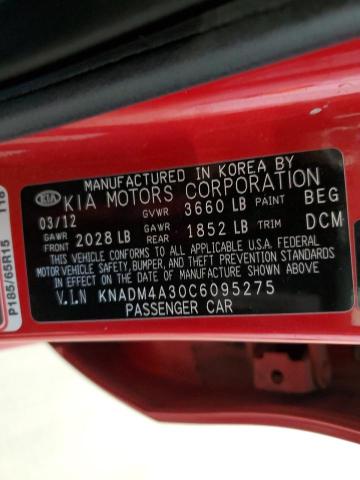 MANUFACTURED IN KOREA BY
KIA KIA MOTORS CORPORATION
03/12 GVWR 3660 LB PAINT BEG
GAWR FRONT 2028 LB GAWR REAR 1852 LB TRIM DCM
THIS VEHICLE CONFORMS TO ALL APPLICABLE U.S.A. FEDERAL
MOTOR VEHICLE SAFETY, BUMPER, AND THEFT PREVENTION STANDARDS
IN EFFECT ON THE DATE OF MANUFACTURE SHOWN ABOVE.
V.I.N KNADM4A30C6095275
PASSENGER CAR
P185/65R15